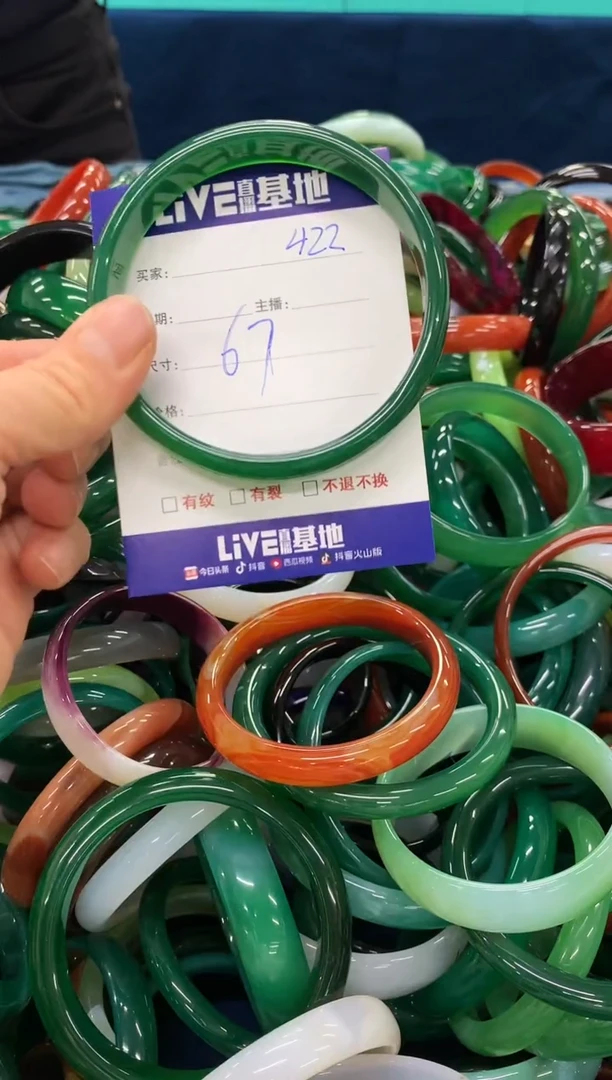 LiVE直播基地
422
买家:
期: 主播:
尺寸: 67
格:
□有纹 □有裂 □不退不换
LiVE直播基地
今日头条 抖音 西瓜视频 抖音火山版